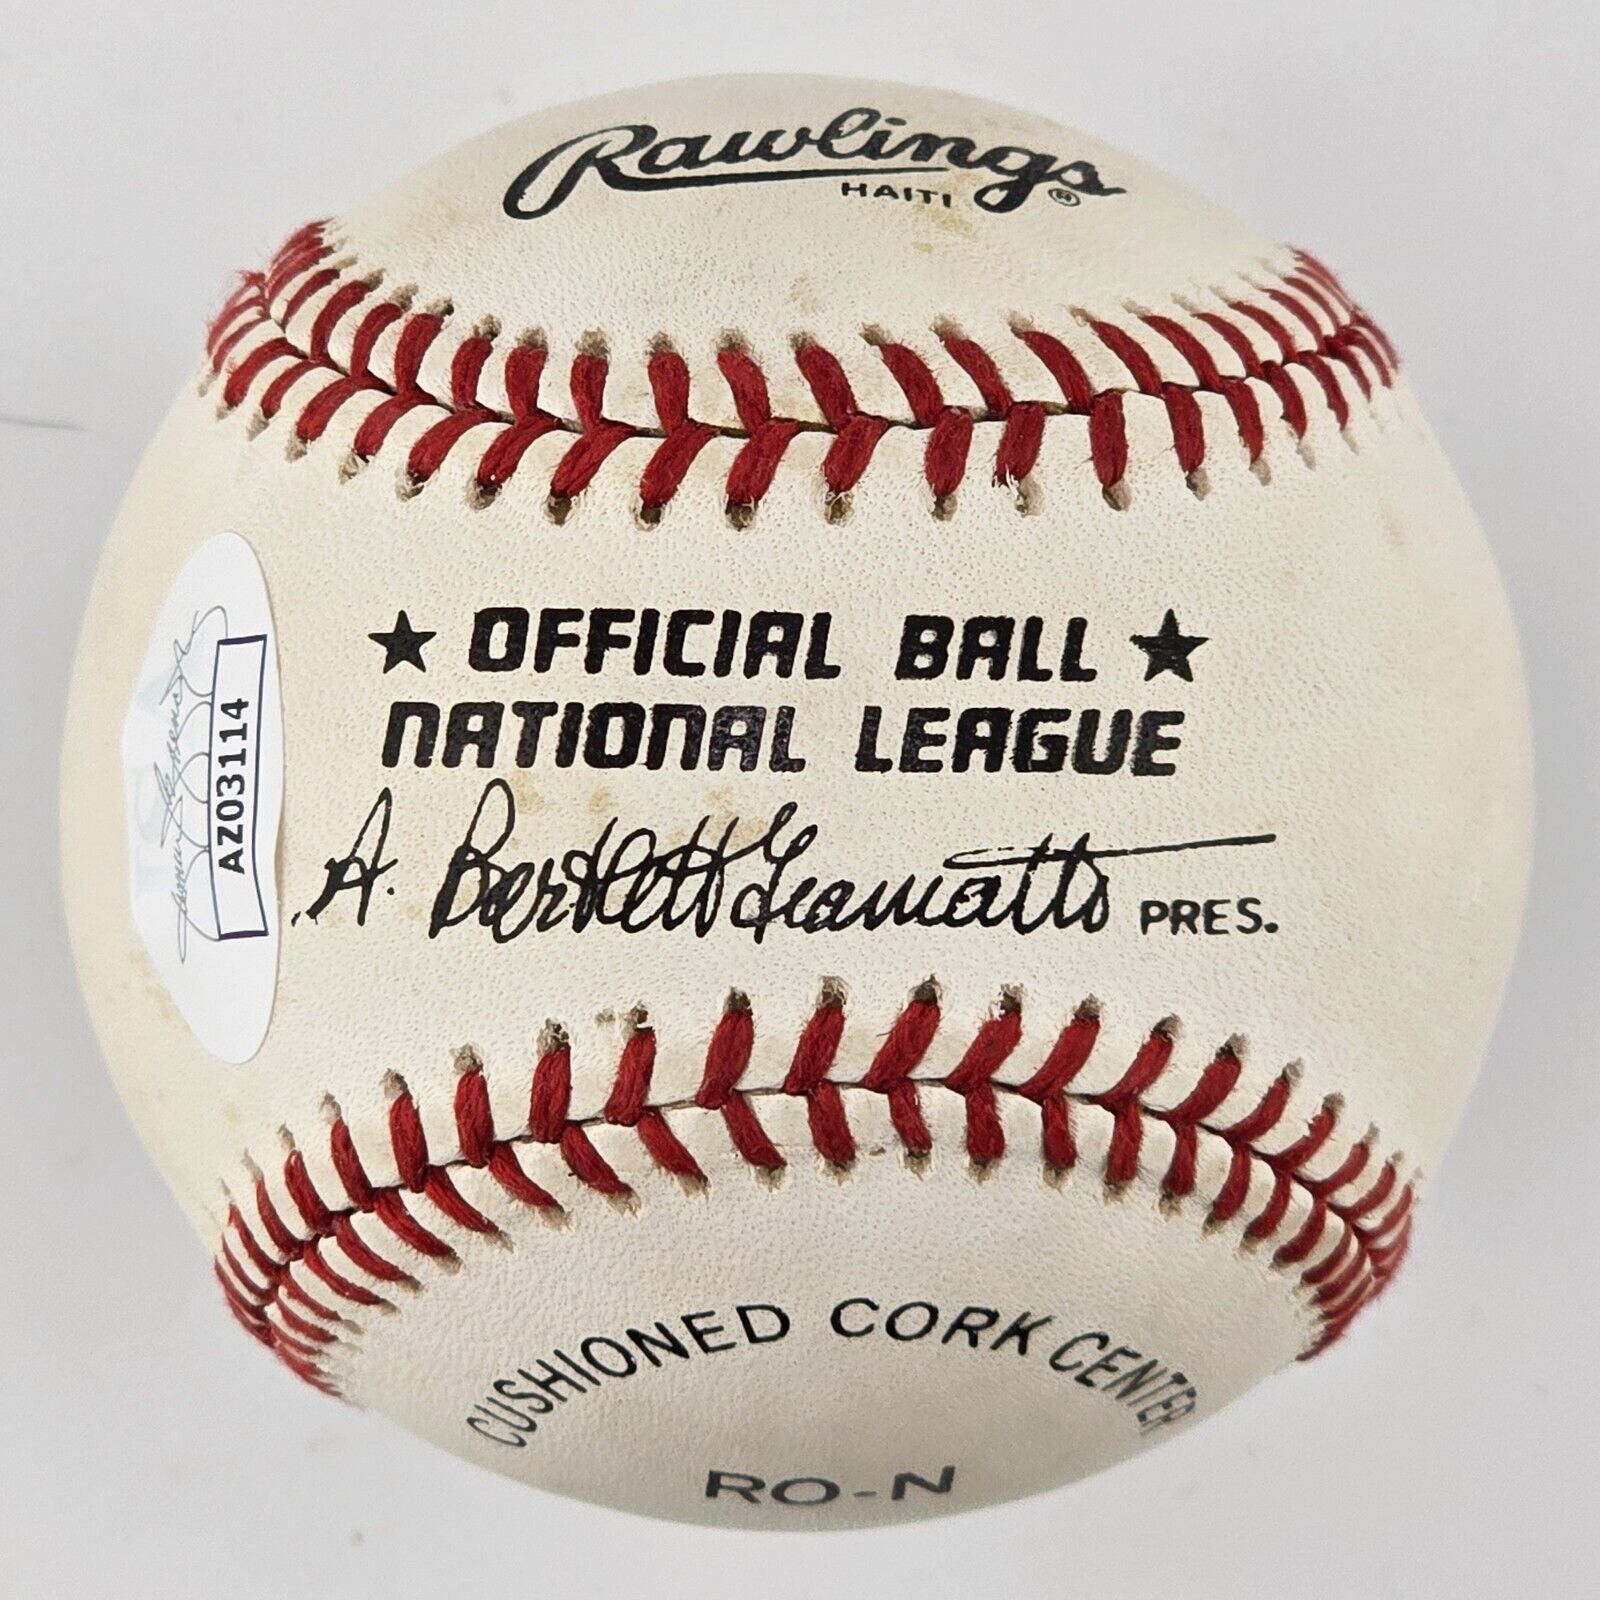 Rawlings
HAITI ®
★ OFFICIAL BALL ★
NATIONAL LEAGUE
A. Bartlett Giamatti PRES.
AZ03114
CUSHIONED CORK CENTER
RO-N